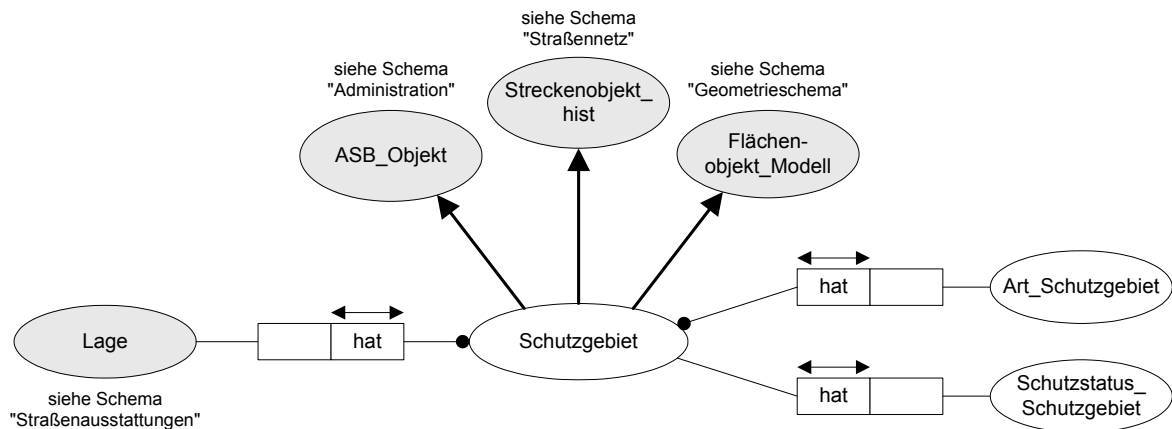 siehe Schema
"Straßennetz"
Streckenobjekt_
hist
siehe Schema
"Administration"
ASB_Objekt
siehe Schema
"Geometrieschema"
Flächen-
objekt_Modell
Lage
hat
Schutzgebiet
hat
Art_Schutzgebiet
hat
Schutzstatus_
Schutzgebiet
siehe Schema
"Straßenausstattungen"